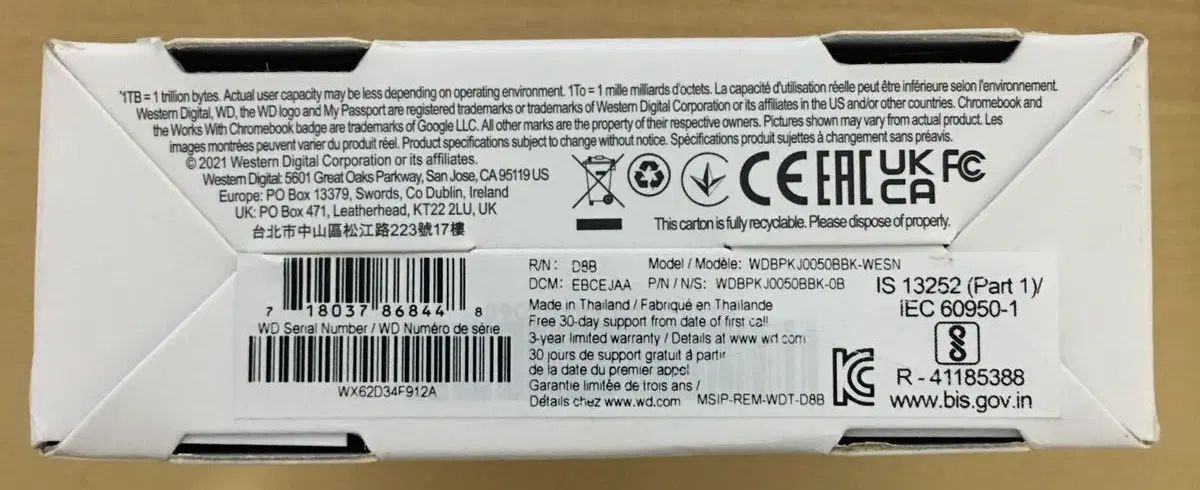 *1TB = 1 trillion bytes. Actual user capacity may be less depending on operating environment. 1To = 1 mille milliards d'octets. La capacité d'utilisation réelle peut être inférieure selon l'environnement.
Western Digital, WD, the WD logo and My Passport are registered trademarks or trademarks of Western Digital Corporation or its affiliates in the US and/or other countries. Chromebook and
the Works With Chromebook badge are trademarks of Google LLC. All other marks are the property of their respective owners. Pictures shown may vary from actual product. Les
images montrées peuvent varier du produit réel. Product specifications subject to change without notice. Spécifications produit sujettes à changement sans préavis.
© 2021 Western Digital Corporation or its affiliates.
Western Digital: 5601 Great Oaks Parkway, San Jose, CA 95119 US
Europe: PO Box 13379, Swords, Co Dublin, Ireland
UK: PO Box 471, Leatherhead, KT22 2LU, UK
台北市中山區松江路223號17樓
CE EAC UK CA FC
This carton is fully recyclable. Please dispose of properly.
7 18037 86844 8
WD Serial Number / WD Numéro de série
WX62D34F912A
R/N: D8B Model / Modèle: WDBPKJ0050BBK-WESN
DCM: EBCEJAA P/N / N/S: WDBPKJ0050BBK-0B
Made in Thailand / Fabriqué en Thaïlande
Free 30-day support from date of first call
3-year limited warranty / Details at www.wd.com
30 jours de support gratuit à partir
de la date du premier appel
Garantie limitée de trois ans /
Détails chez www.wd.com MSIP-REM-WDT-D8B
IS 13252 (Part 1)/
IEC 60950-1
R - 41185388
www.bis.gov.in